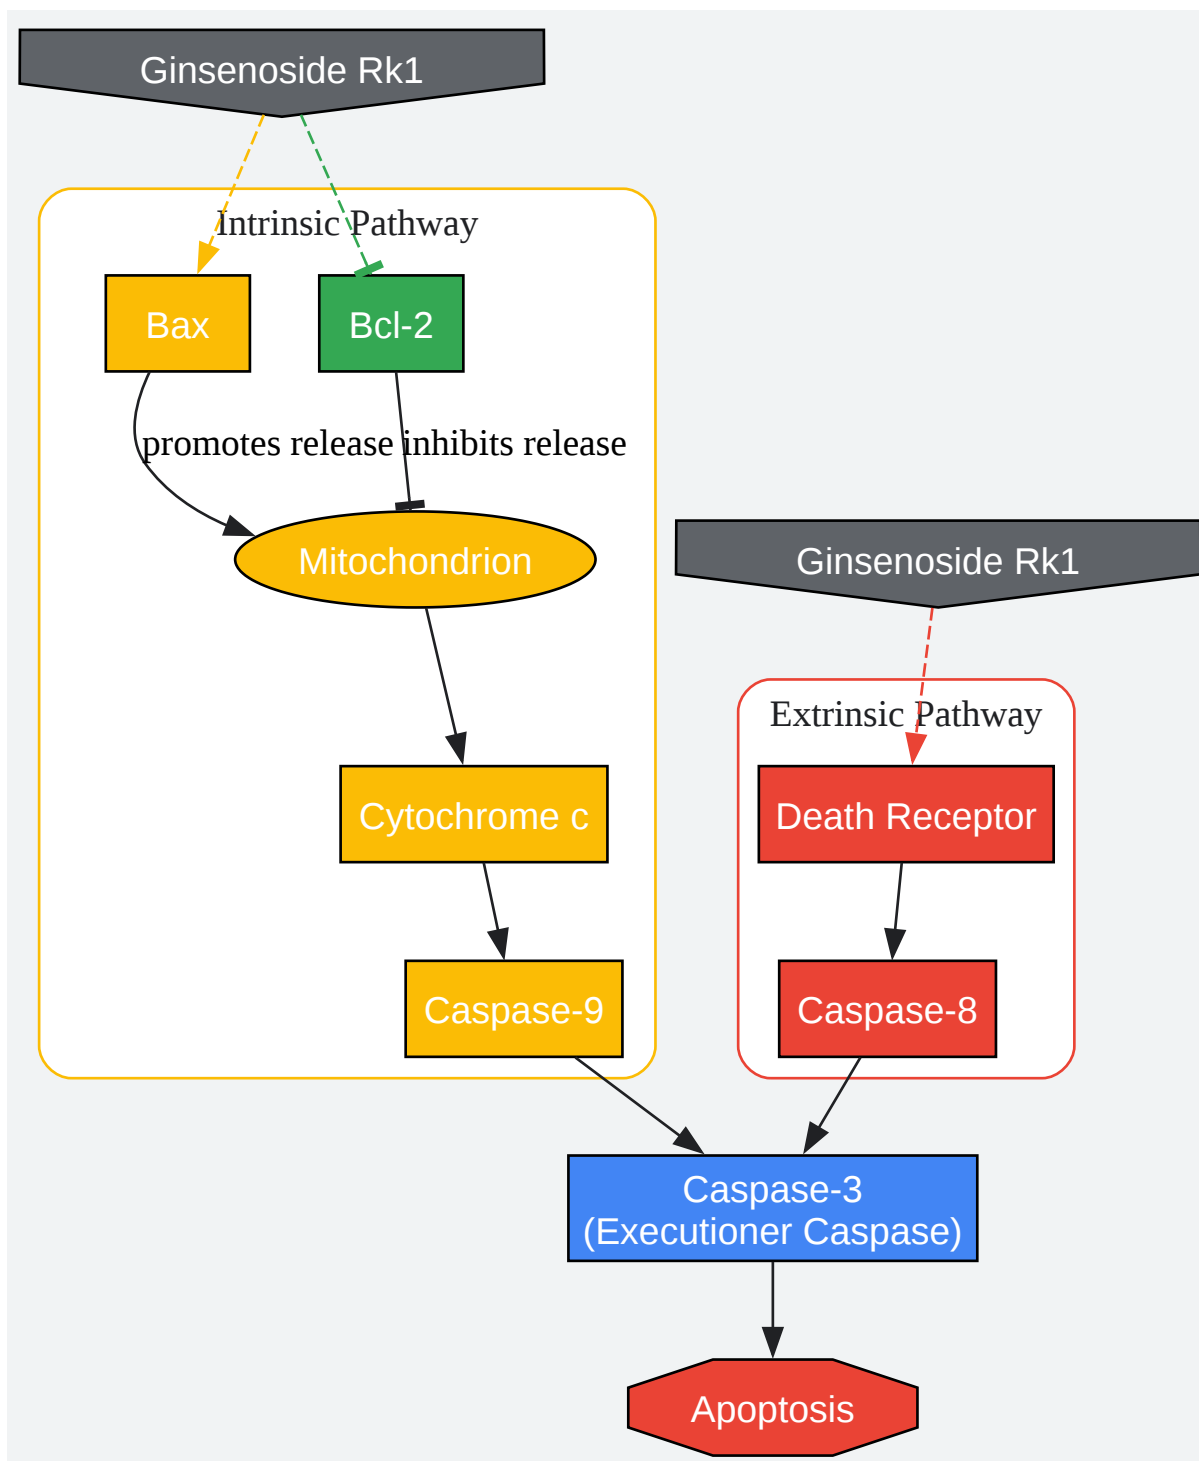 Ginsenoside Rk1
Intrinsic Pathway
Bax
Bcl-2
promotes release
inhibits release
Mitochondrion
Ginsenoside Rk1
Extrinsic Pathway
Cytochrome c
Death Receptor
Caspase-9
Caspase-8
Caspase-3
(Executioner Caspase)
Apoptosis